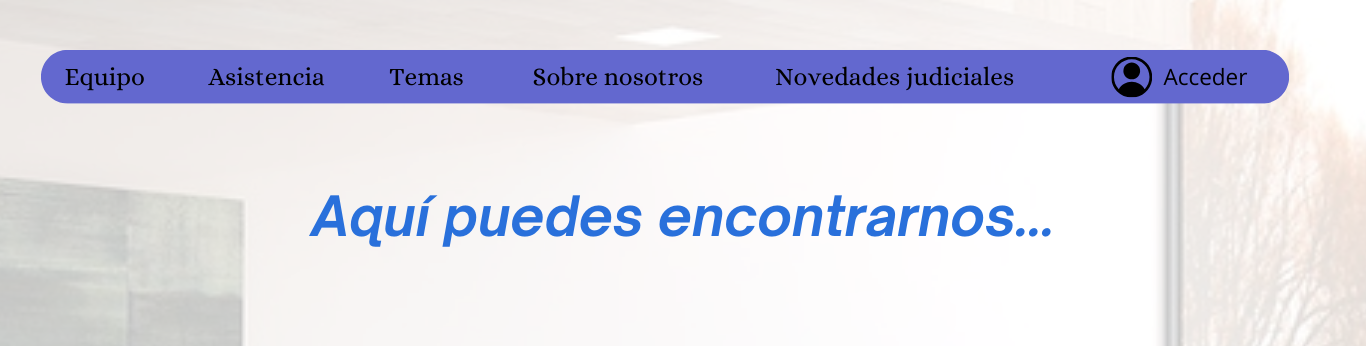 Equipo Asistencia Temas Sobre nosotros Novedades judiciales Acceder
Aquí puedes encontrarnos...